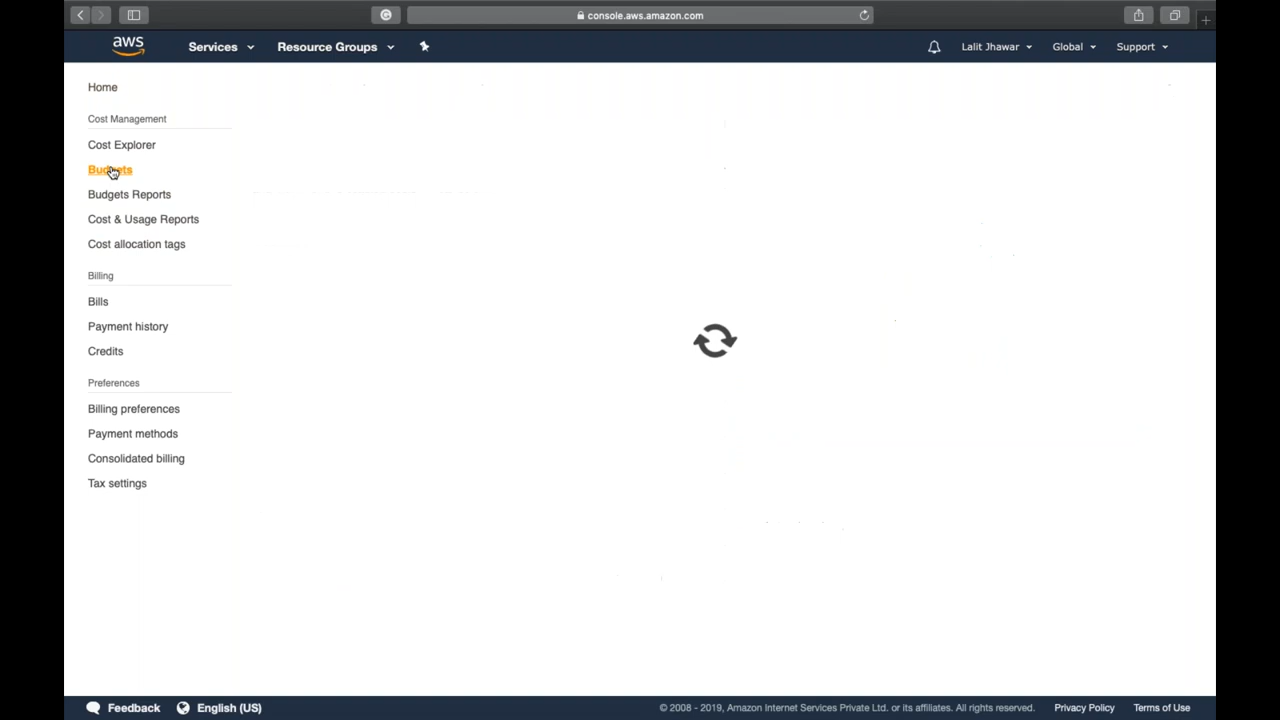 console.aws.amazon.com
aws Services Resource Groups Lalit Jhawar Global Support
Home
Cost Management
Cost Explorer
Budgets
Budgets Reports
Cost & Usage Reports
Cost allocation tags
Billing
Bills
Payment history
Credits
Preferences
Billing preferences
Payment methods
Consolidated billing
Tax settings
Feedback English (US) © 2008 - 2019, Amazon Internet Services Private Ltd. or its affiliates. All rights reserved. Privacy Policy Terms of Use